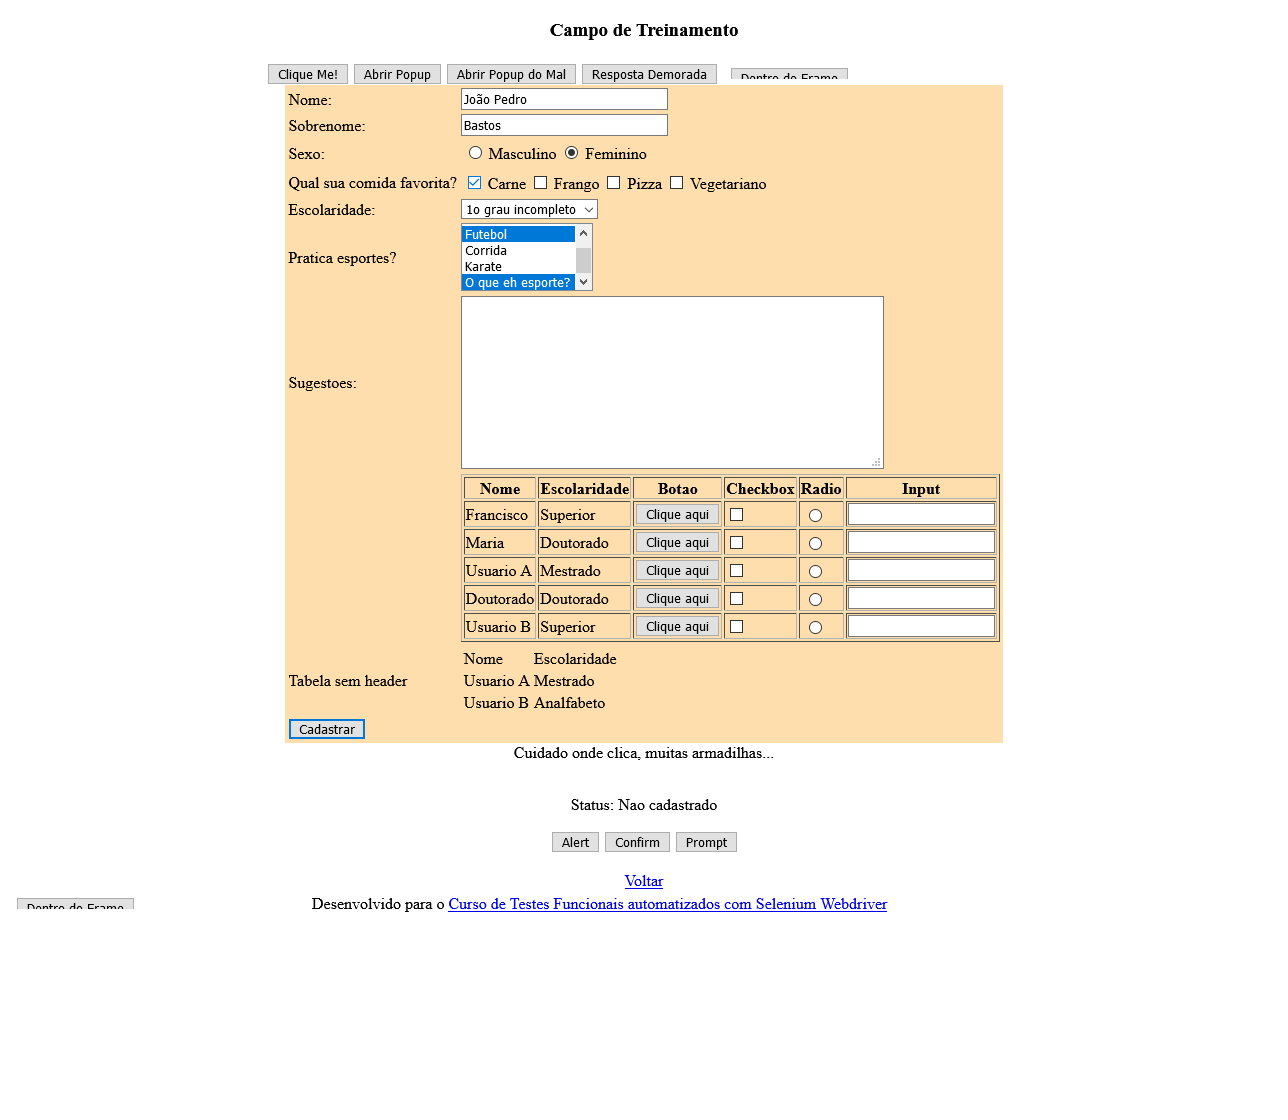 Campo de Treinamento
Clique Me! Abrir Popup Abrir Popup do Mal Resposta Demorada Dentro do Frame
Nome: João Pedro
Sobrenome: Bastos
Sexo: Masculino Feminino
Qual sua comida favorita? Carne Frango Pizza Vegetariano
Escolaridade: 1o grau incompleto
Pratica esportes?
Futebol
Corrida
Karate
O que eh esporte?
Sugestoes:
Nome Escolaridade Botao Checkbox Radio Input
Francisco Superior Clique aqui
Maria Doutorado Clique aqui
Usuario A Mestrado Clique aqui
Doutorado Doutorado Clique aqui
Usuario B Superior Clique aqui
Tabela sem header
Nome Escolaridade
Usuario A Mestrado
Usuario B Analfabeto
Cadastrar
Cuidado onde clica, muitas armadilhas...
Status: Nao cadastrado
Alert Confirm Prompt
Voltar
Dentro do Frame
Desenvolvido para o Curso de Testes Funcionais automatizados com Selenium Webdriver